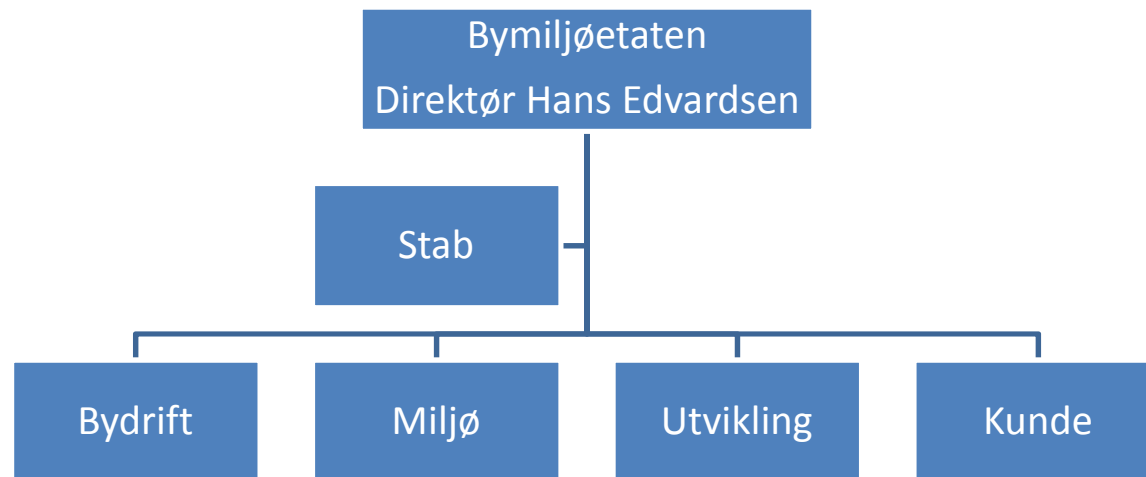 Bymiljøetaten
Direktør Hans Edvardsen
Stab
Bydrift
Miljø
Utvikling
Kunde